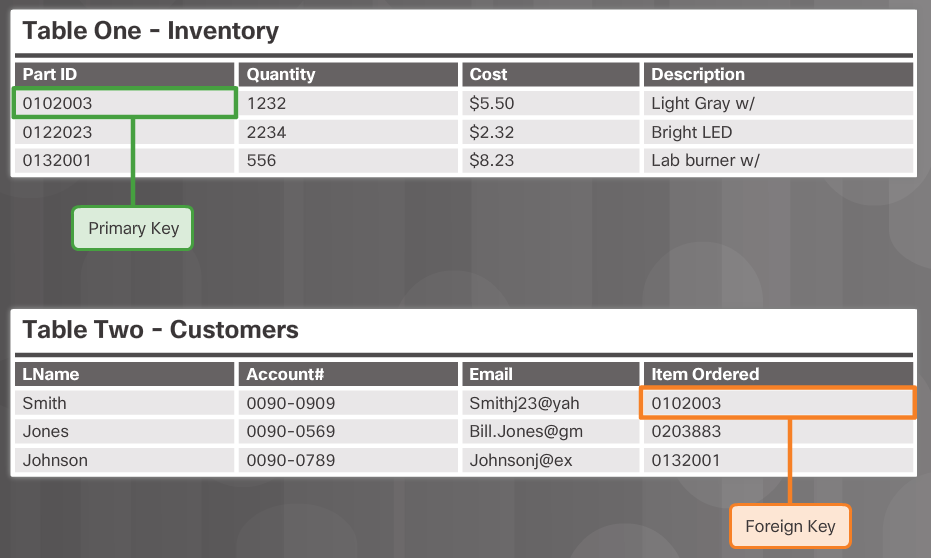 Table One - Inventory
Part ID Quantity Cost Description
0102003 1232 $5.50 Light Gray w/
0122023 2234 $2.32 Bright LED
0132001 556 $8.23 Lab burner w/
Primary Key
Table Two - Customers
LName Account# Email Item Ordered
Smith 0090-0909 Smithj23@yah 0102003
Jones 0090-0569 Bill.Jones@gm 0203883
Johnson 0090-0789 Johnsonj@ex 0132001
Foreign Key